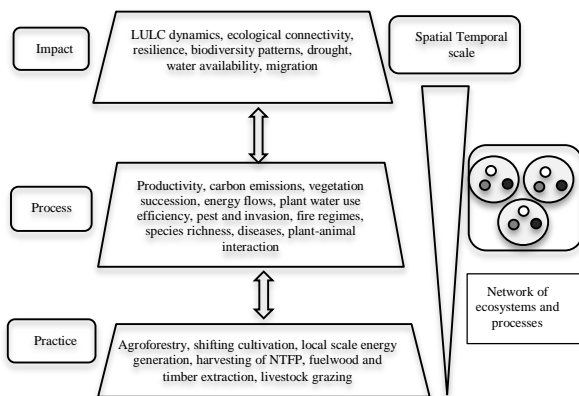 Impact
LULC dynamics, ecological connectivity,
resilience, biodiversity patterns, drought,
water availability, migration
Spatial Temporal
scale
Process
Productivity, carbon emissions, vegetation
succession, energy flows, plant water use
efficiency, pest and invasion, fire regimes,
species richness, diseases, plant-animal
interaction
Network of
ecosystems and
processes
Practice
Agroforestry, shifting cultivation, local scale energy
generation, harvesting of NTFP, fuelwood and
timber extraction, livestock grazing